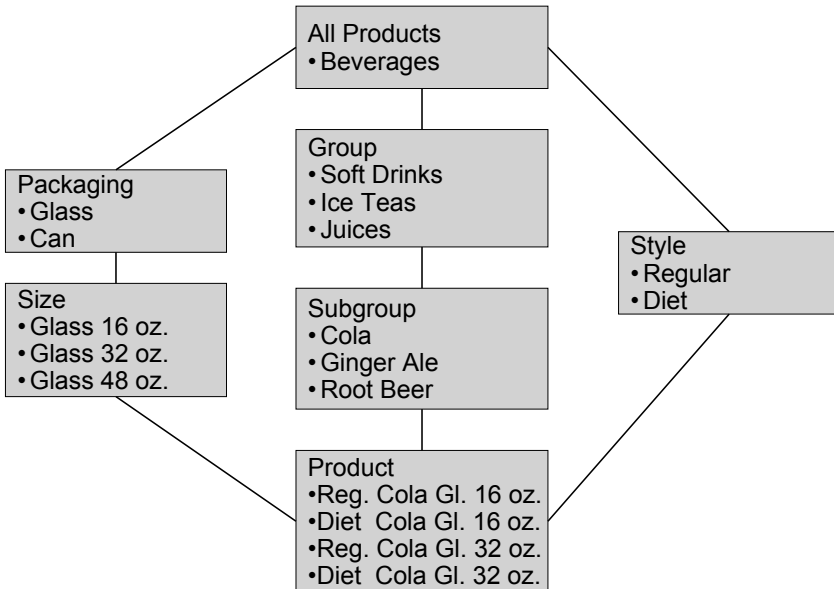 All Products
•Beverages
Group
•Soft Drinks
•Ice Teas
•Juices
Packaging
•Glass
•Can
Style
•Regular
•Diet
Size
•Glass 16 oz.
•Glass 32 oz.
•Glass 48 oz.
Subgroup
•Cola
•Ginger Ale
•Root Beer
Product
•Reg. Cola Gl. 16 oz.
•Diet  Cola Gl. 16 oz.
•Reg. Cola Gl. 32 oz.
•Diet  Cola Gl. 32 oz.